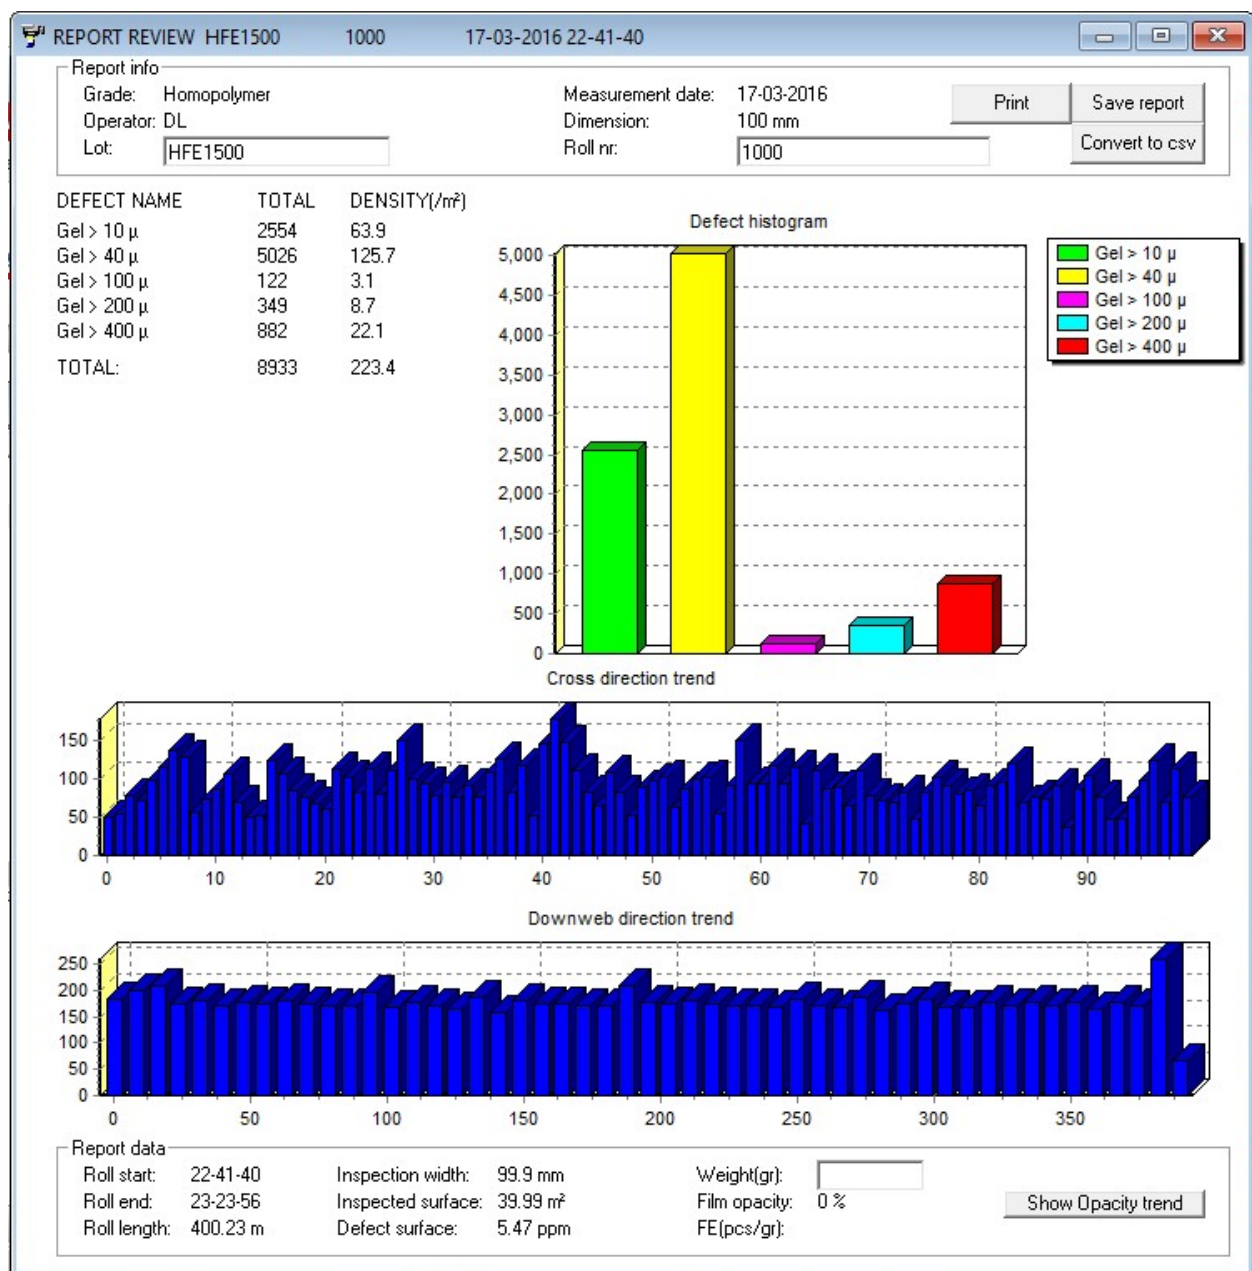 REPORT REVIEW HFE1500 1000 17-03-2016 22-41-40
Report info
Grade: Homopolymer Measurement date: 17-03-2016 Print Save report
Operator: DL Dimension: 100 mm
Lot: HFE1500 Roll nr: 1000 Convert to csv
DEFECT NAME TOTAL DENSITY(/m²)
Gel > 10 µ 2554 63.9
Gel > 40 µ 5026 125.7
Gel > 100 µ 122 3.1
Gel > 200 µ 349 8.7
Gel > 400 µ 882 22.1
TOTAL: 8933 223.4
Defect histogram
5,000
4,500
4,000
3,500
3,000
2,500
2,000
1,500
1,000
500
0
Gel > 10 µ
Gel > 40 µ
Gel > 100 µ
Gel > 200 µ
Gel > 400 µ
Cross direction trend
150
100
50
0
0 10 20 30 40 50 60 70 80 90
Downweb direction trend
250
200
150
100
50
0
0 50 100 150 200 250 300 350
Report data
Roll start: 22-41-40 Inspection width: 99.9 mm Weight(gr):
Roll end: 23-23-56 Inspected surface: 39.99 m² Film opacity: 0 % Show Opacity trend
Roll length: 400.23 m Defect surface: 5.47 ppm FE(pcs/gr):